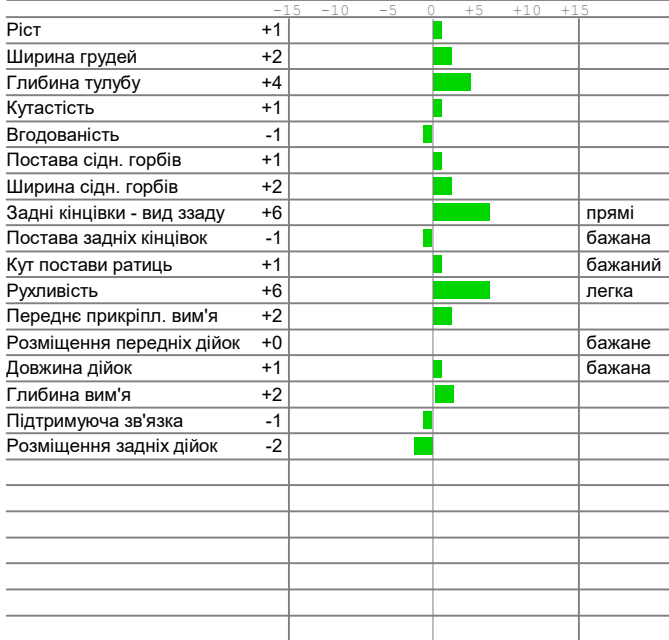 -15 -10 -5 0 +5 +10 +15
Ріст +1
Ширина грудей +2
Глибина тулубу +4
Кутастість +1
Вгодованість -1
Постава сідн. горбів +1
Ширина сідн. горбів +2
Задні кінцівки - вид ззаду +6 прямі
Постава задніх кінцівок -1 бажана
Кут постави ратиць +1 бажаний
Рухливість +6 легка
Переднє прикріпл. вим'я +2
Розміщення передніх дійок +0 бажане
Довжина дійок +1 бажана
Глибина вим'я +2
Підтримуюча зв'язка -1
Розміщення задніх дійок -2